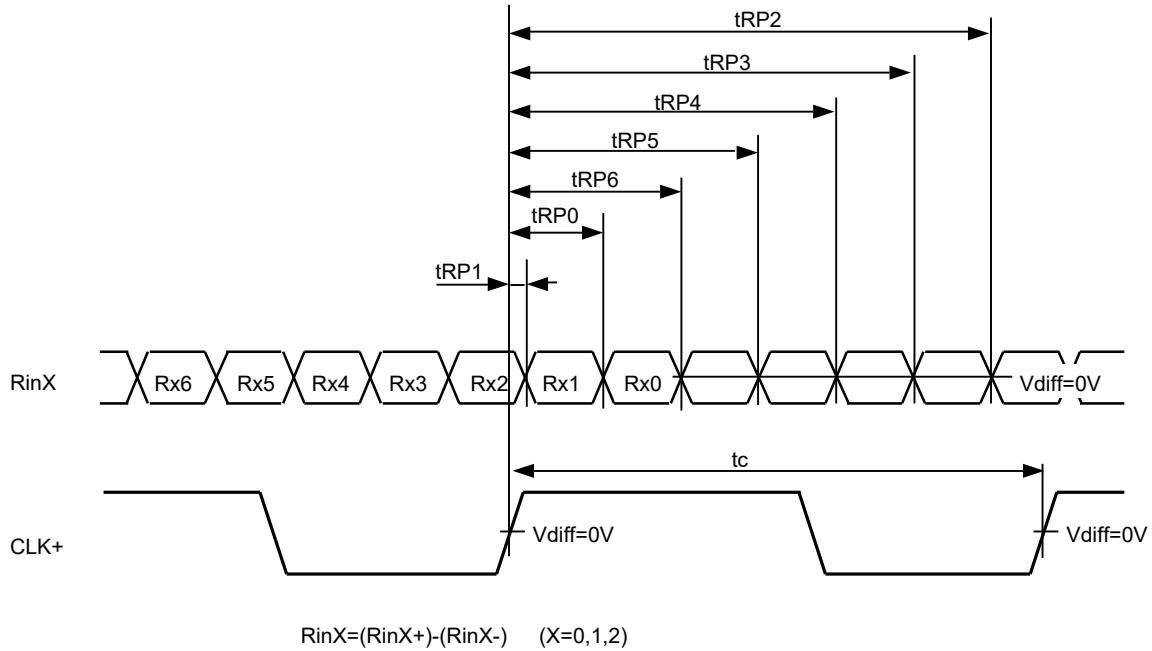 tRP2
tRP3
tRP4
tRP5
tRP6
tRP0
tRP1
RinX Rx6 Rx5 Rx4 Rx3 Rx2 Rx1 Rx0 Vdiff=0V
tc
CLK+ Vdiff=0V Vdiff=0V
RinX=(RinX+)-(RinX-) (X=0,1,2)